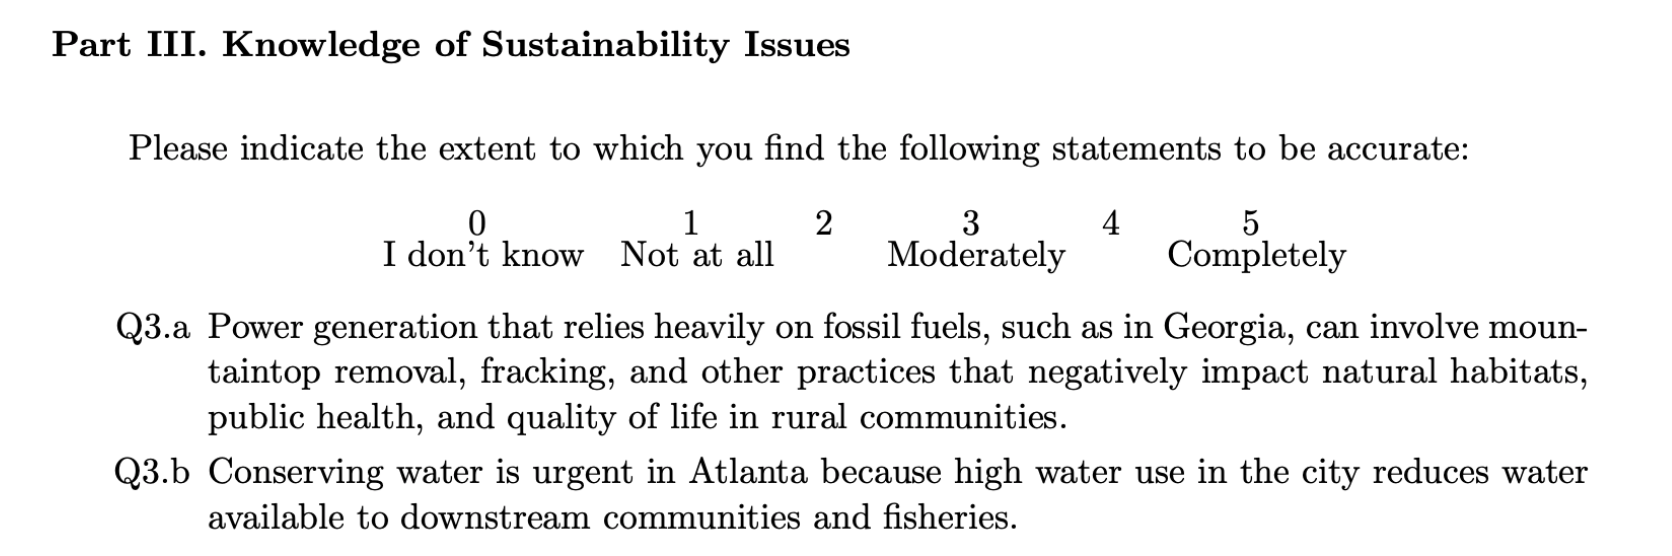 Part III. Knowledge of Sustainability Issues
Please indicate the extent to which you find the following statements to be accurate:
0 1 2 3 4 5
I don't know Not at all Moderately Completely
Q3.a Power generation that relies heavily on fossil fuels, such as in Georgia, can involve moun-
taintop removal, fracking, and other practices that negatively impact natural habitats,
public health, and quality of life in rural communities.
Q3.b Conserving water is urgent in Atlanta because high water use in the city reduces water
available to downstream communities and fisheries.